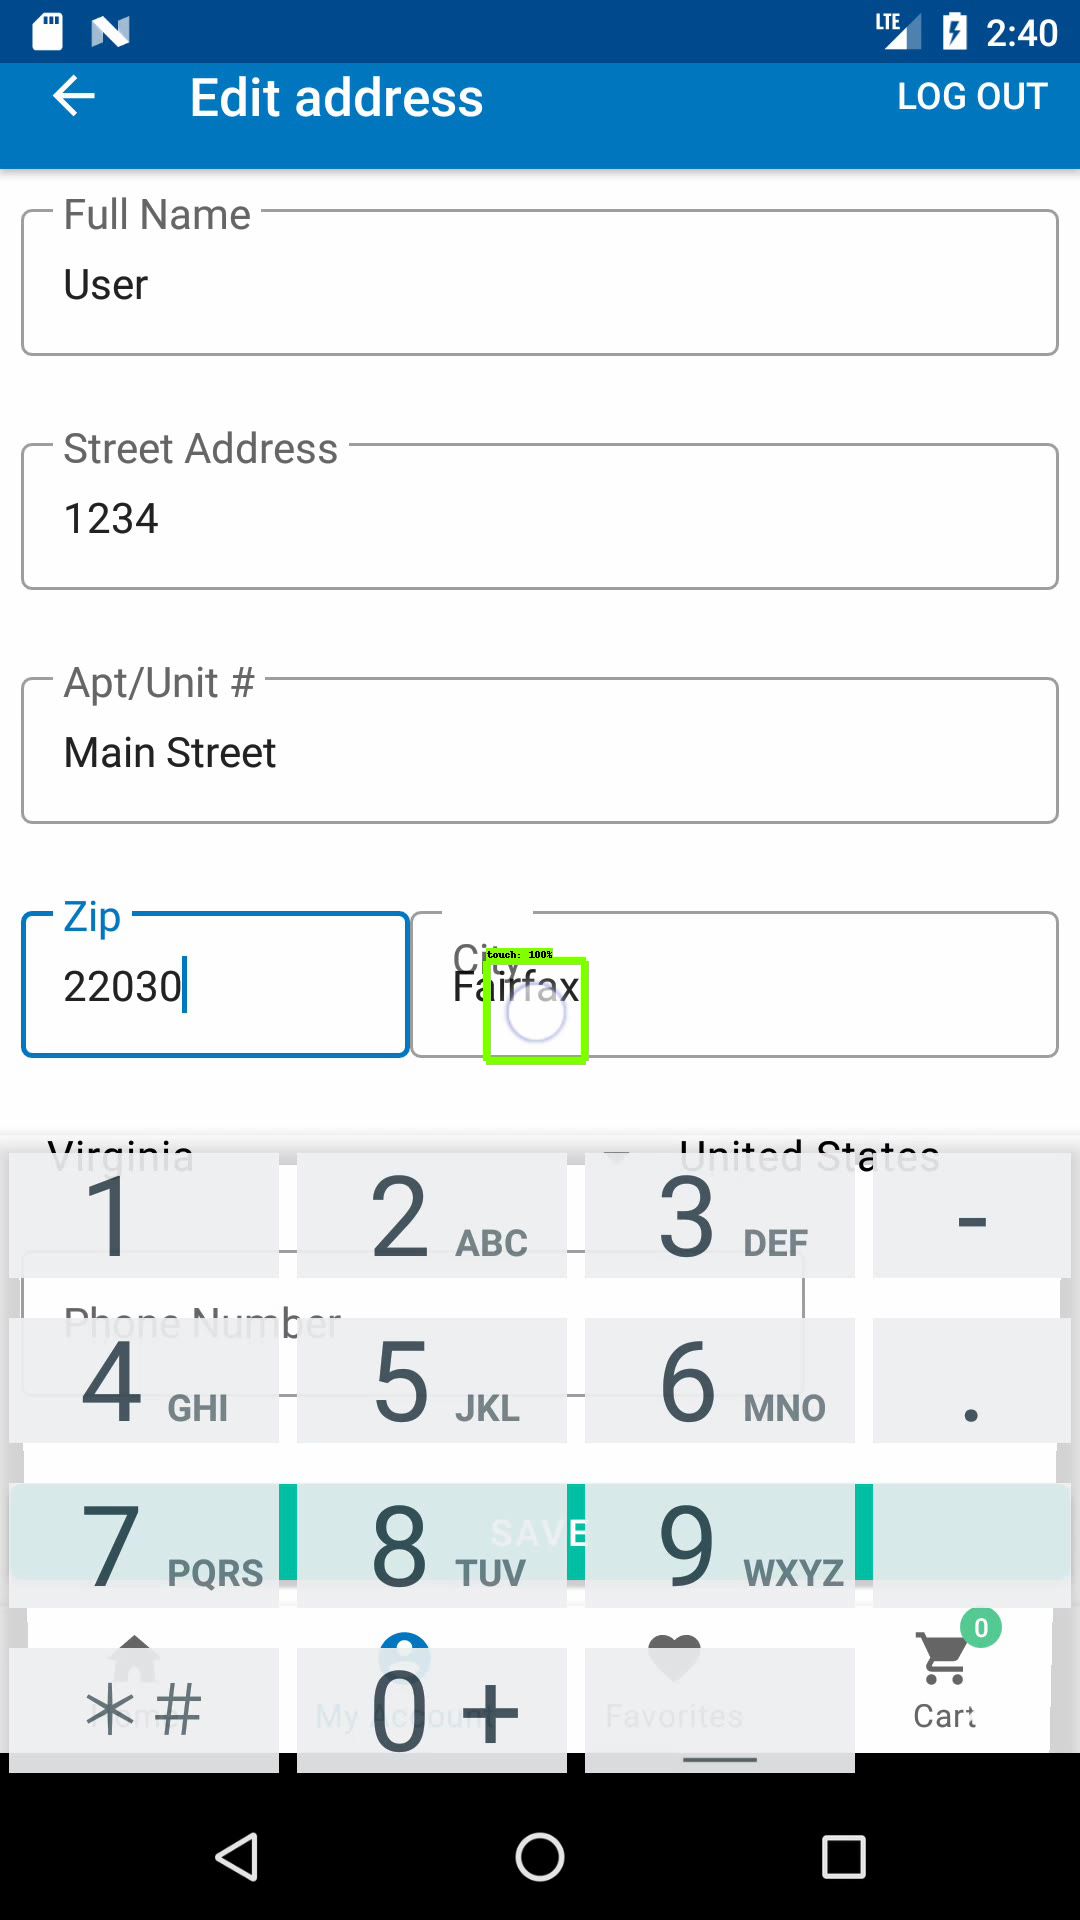 LTE 2:40
Edit address LOG OUT
Full Name
User
Street Address
1234
Apt/Unit #
Main Street
Zip
22030
City
touch: 100%
Fairfax
Virginia United States
1 2 ABC 3 DEF -
Phone Number
4 GHI 5 JKL 6 MNO .
SAVE
7 PQRS 8 TUV 9 WXYZ
0
* # 0 +
Home My Account Favorites Cart